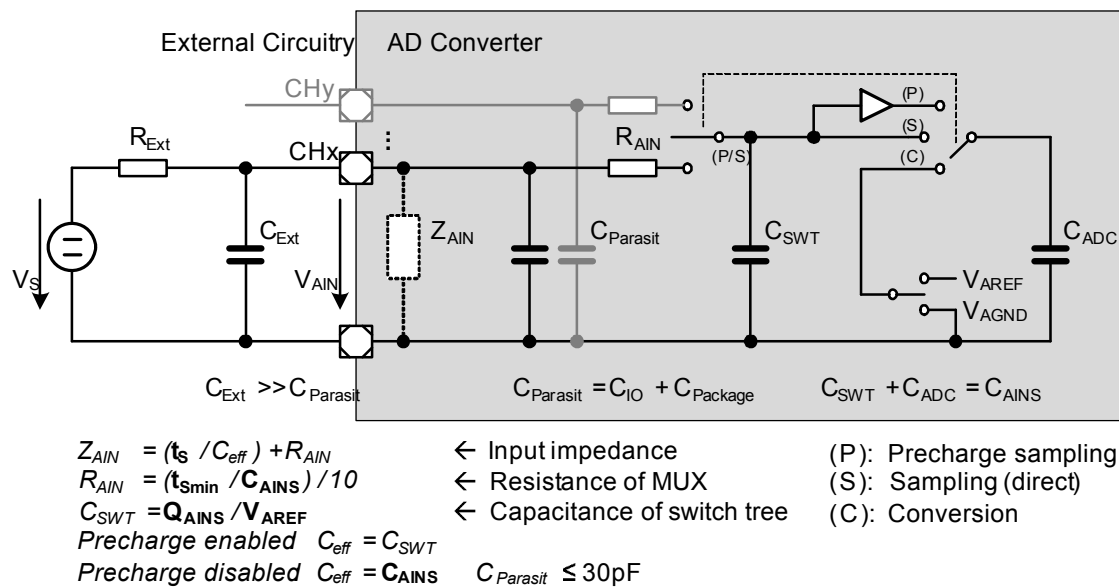 External Circuitry AD Converter
CHy
(P)
R_Ext
R_AIN
(S)
CHx
:
(P/S)
(C)
C_Ext
Z_AIN
C_Parasit
C_SWT
C_ADC
V_S
V_AIN
V_AREF
V_AGND
C_Ext >> C_Parasit
C_Parasit = C_IO + C_Package
C_SWT + C_ADC = C_AINS
Z_AIN = (t_S / C_eff) + R_AIN ← Input impedance (P): Precharge sampling
R_AIN = (t_Smin / C_AINS) / 10 ← Resistance of MUX (S): Sampling (direct)
C_SWT = Q_AINS / V_AREF ← Capacitance of switch tree (C): Conversion
Precharge enabled C_eff = C_SWT
Precharge disabled C_eff = C_AINS C_Parasit ≤ 30pF